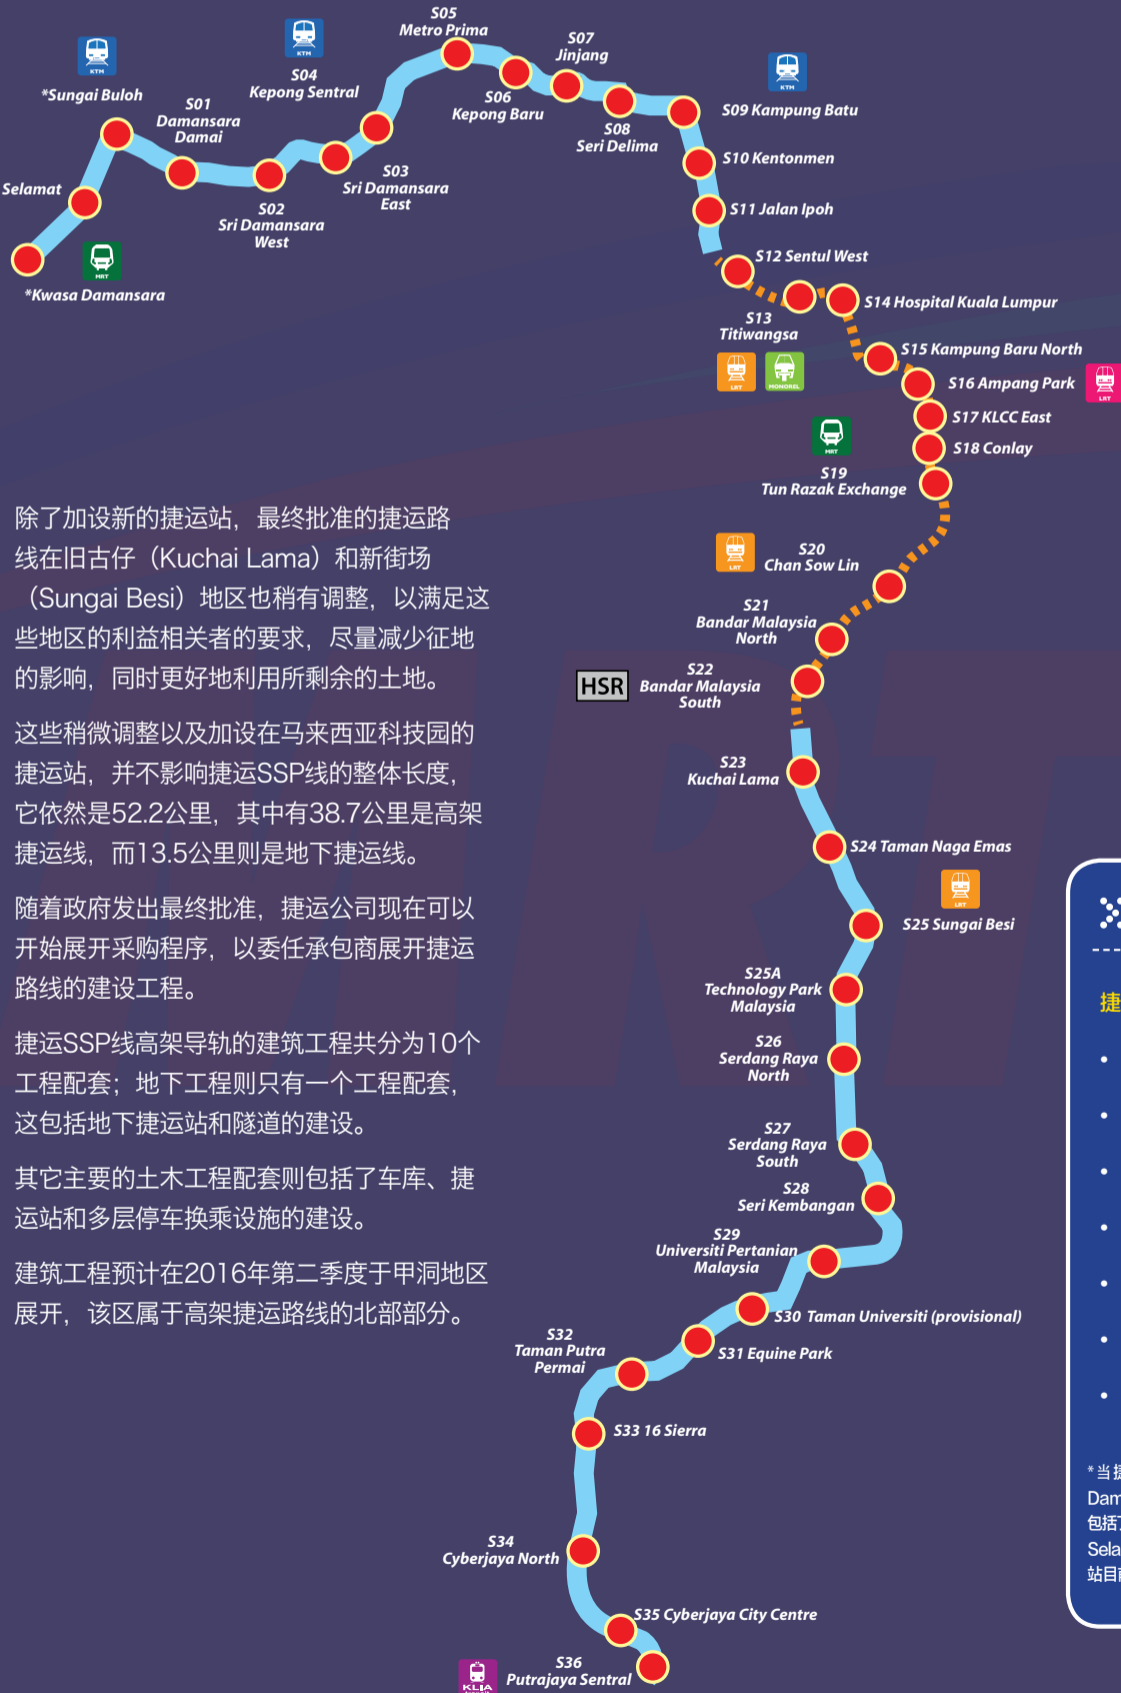 S05
Metro Prima
S07
Jinjang
KTM
KTM
KTM
S04
Kepong Sentral
*Sungai Buloh
S01
Damansara
Damai
S06
Kepong Baru
S08
Seri Delima
S09 Kampung Batu
S10 Kentonmen
S03
Sri Damansara
East
Selamat
S02
Sri Damansara
West
S11 Jalan Ipoh
MRT
*Kwasa Damansara
S12 Sentul West
S13
Titiwangsa
S14 Hospital Kuala Lumpur
LRT
MONOREL
S15 Kampung Baru North
S16 Ampang Park
LRT
S17 KLCC East
MRT
S18 Conlay
S19
Tun Razak Exchange
LRT
S20
Chan Sow Lin
S21
Bandar Malaysia
North
HSR
S22
Bandar Malaysia
South
S23
Kuchai Lama
S24 Taman Naga Emas
LRT
S25 Sungai Besi
S25A
Technology Park
Malaysia
S26
Serdang Raya
North
S27
Serdang Raya
South
S28
Seri Kembangan
S29
Universiti Pertanian
Malaysia
S30 Taman Universiti (provisional)
S31 Equine Park
S32
Taman Putra
Permai
S33 16 Sierra
S34
Cyberjaya North
S35 Cyberjaya City Centre
S36
Putrajaya Sentral
KLIA
除了加设新的捷运站，最终批准的捷运路
线在旧古仔（Kuchai Lama）和新街场
（Sungai Besi）地区也稍有调整，以满足这
些地区的利益相关者的要求，尽量减少征地
的影响，同时更好地利用所剩余的土地。
这些稍微调整以及加设在马来西亚科技园的
捷运站，并不影响捷运SSP线的整体长度，
它依然是52.2公里，其中有38.7公里是高架
捷运线，而13.5公里则是地下捷运线。
随着政府发出最终批准，捷运公司现在可以
开始展开采购程序，以委任承包商展开捷运
路线的建设工程。
捷运SSP线高架导轨的建筑工程共分为10个
工程配套；地下工程则只有一个工程配套，
这包括地下捷运站和隧道的建设。
其它主要的土木工程配套则包括了车库、捷
运站和多层停车换乘设施的建设。
建筑工程预计在2016年第二季度于甲洞地区
展开，该区属于高架捷运路线的北部部分。
捷
*当捷
Dam
包括了
Sela
站目前
MRT